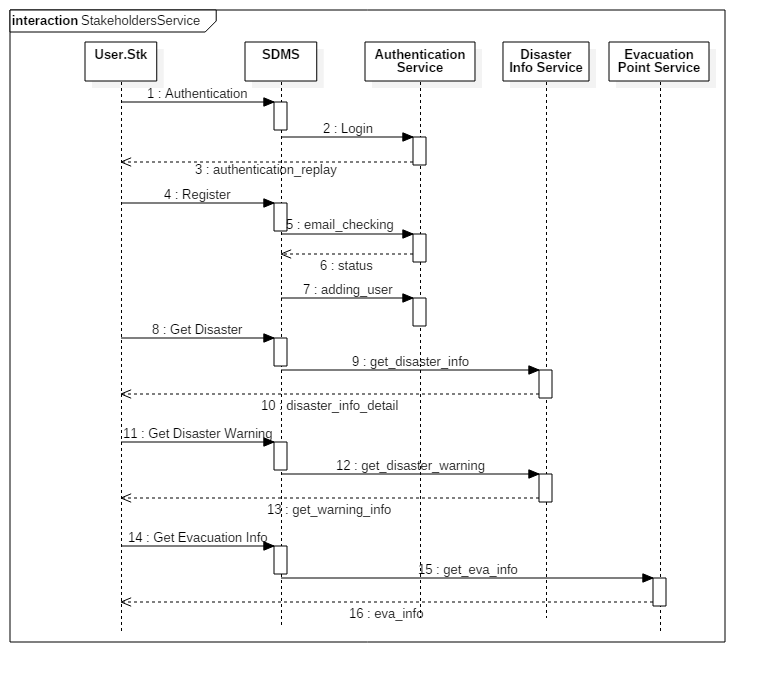 interaction StakeholdersService
User.Stk
SDMS
Authentication
Service
Disaster
Info Service
Evacuation
Point Service
1 : Authentication
2 : Login
3 : authentication_replay
4 : Register
5 : email_checking
6 : status
7 : adding_user
8 : Get Disaster
9 : get_disaster_info
10 : disaster_info_detail
11 : Get Disaster Warning
12 : get_disaster_warning
13 : get_warning_info
14 : Get Evacuation Info
15 : get_eva_info
16 : eva_info